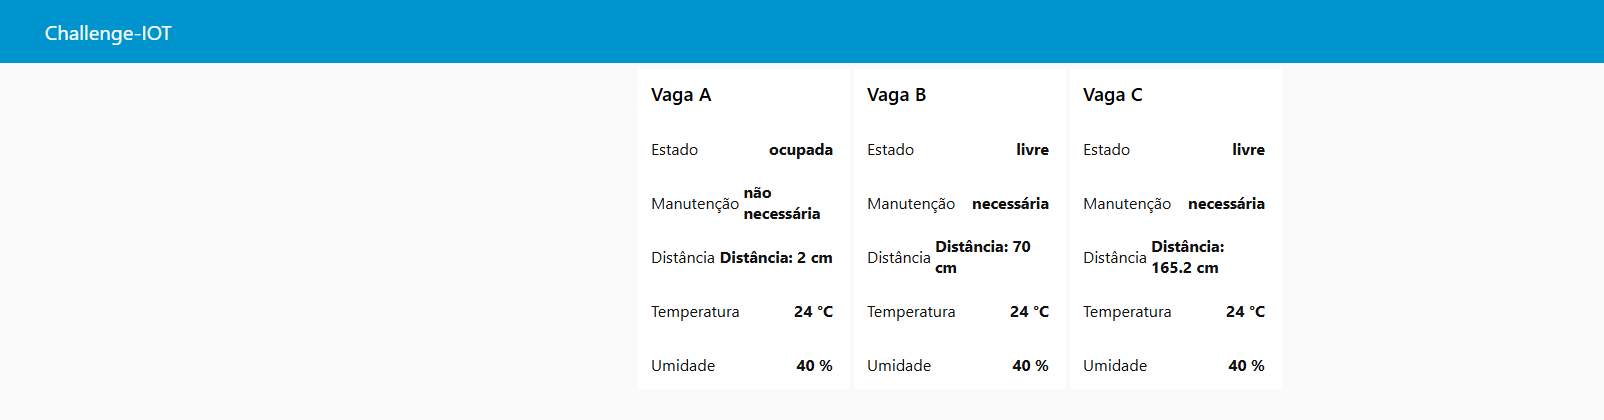 Challenge-IOT
Vaga A
Estado ocupada
Manutenção não
necessária
Distância Distância: 2 cm
Temperatura 24 °C
Umidade 40 %
Vaga B
Estado livre
Manutenção necessária
Distância Distância: 70
cm
Temperatura 24 °C
Umidade 40 %
Vaga C
Estado livre
Manutenção necessária
Distância Distância:
165.2 cm
Temperatura 24 °C
Umidade 40 %